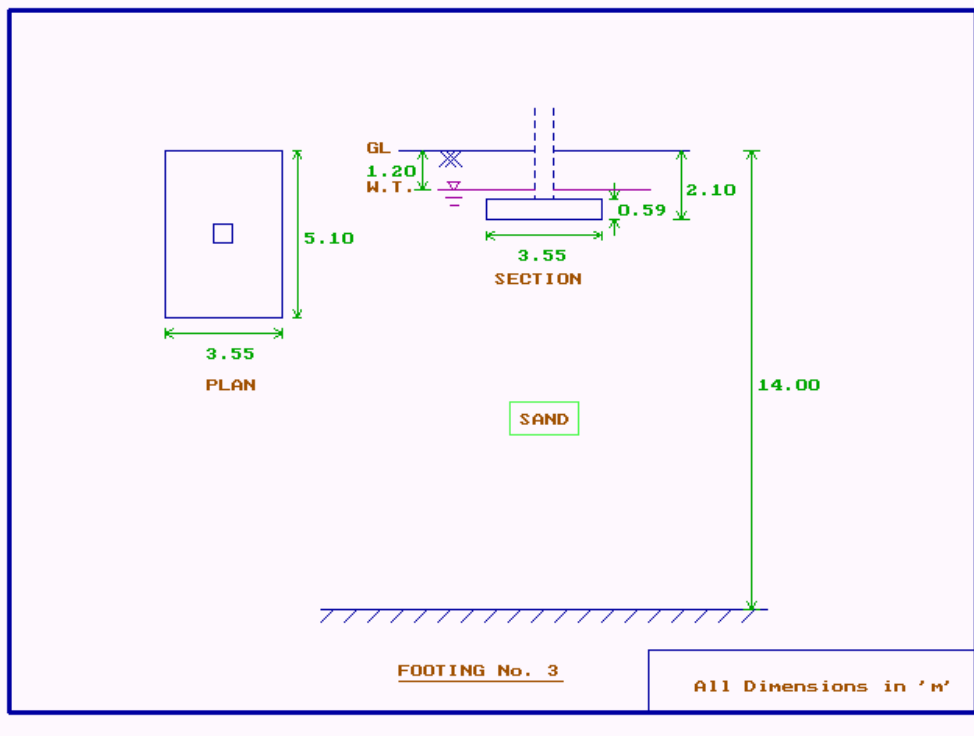 GL
1.20
W.T.
2.10
0.59
5.10
3.55
SECTION
3.55
PLAN
14.00
SAND
FOOTING No. 3
All Dimensions in 'm'